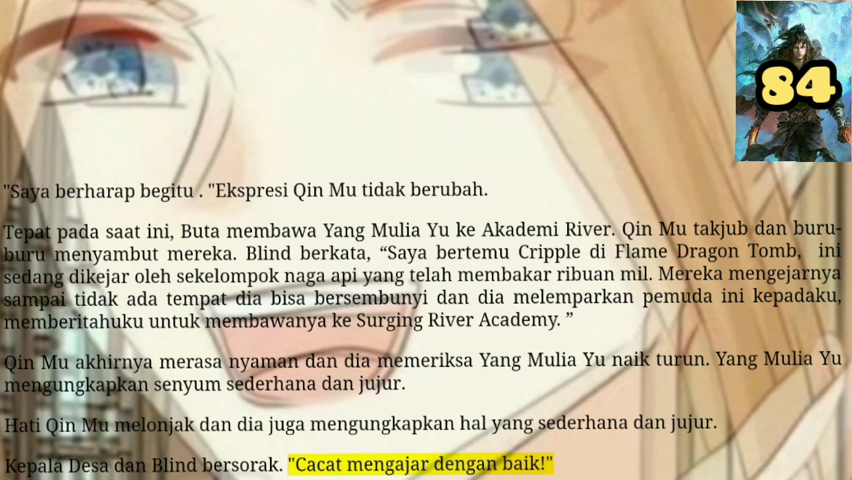 84
"Saya berharap begitu . "Ekspresi Qin Mu tidak berubah.
Tepat pada saat ini, Buta membawa Yang Mulia Yu ke Akademi River. Qin Mu takjub dan buru-
buru menyambut mereka. Blind berkata, “Saya bertemu Cripple di Flame Dragon Tomb, ini
sedang dikejar oleh sekelompok naga api yang telah membakar ribuan mil. Mereka mengejarnya
sampai tidak ada tempat dia bisa bersembunyi dan dia melemparkan pemuda ini kepadaku,
memberitahuku untuk membawanya ke Surging River Academy. ”
Qin Mu akhirnya merasa nyaman dan dia memeriksa Yang Mulia Yu naik turun. Yang Mulia Yu
mengungkapkan senyum sederhana dan jujur.
Hati Qin Mu melonjak dan dia juga mengungkapkan hal yang sederhana dan jujur.
Kepala Desa dan Blind bersorak. "Cacat mengajar dengan baik!"